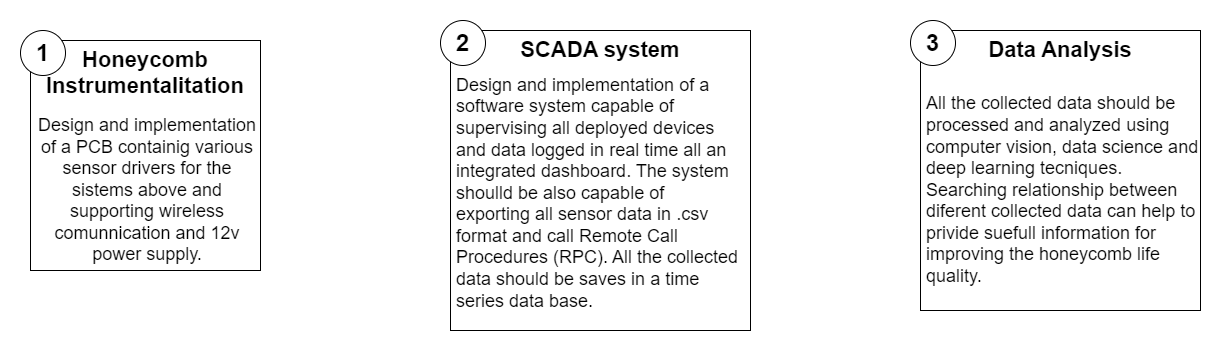 1
Honeycomb
Instrumentalitation
Design and implementation
of a PCB containig various
sensor drivers for the
sistems above and
supporting wireless
comunnication and 12v
power supply.
2
SCADA system
Design and implementation of a
software system capable of
supervising all deployed devices
and data logged in real time all an
integrated dashboard. The system
shoulld be also capable of
exporting all sensor data in .csv
format and call Remote Call
Procedures (RPC). All the collected
data should be saves in a time
series data base.
3
Data Analysis
All the collected data should be
processed and analyzed using
computer vision, data science and
deep learning tecniques.
Searching relationship between
diferent collected data can help to
privide suefull information for
improving the honeycomb life
quality.